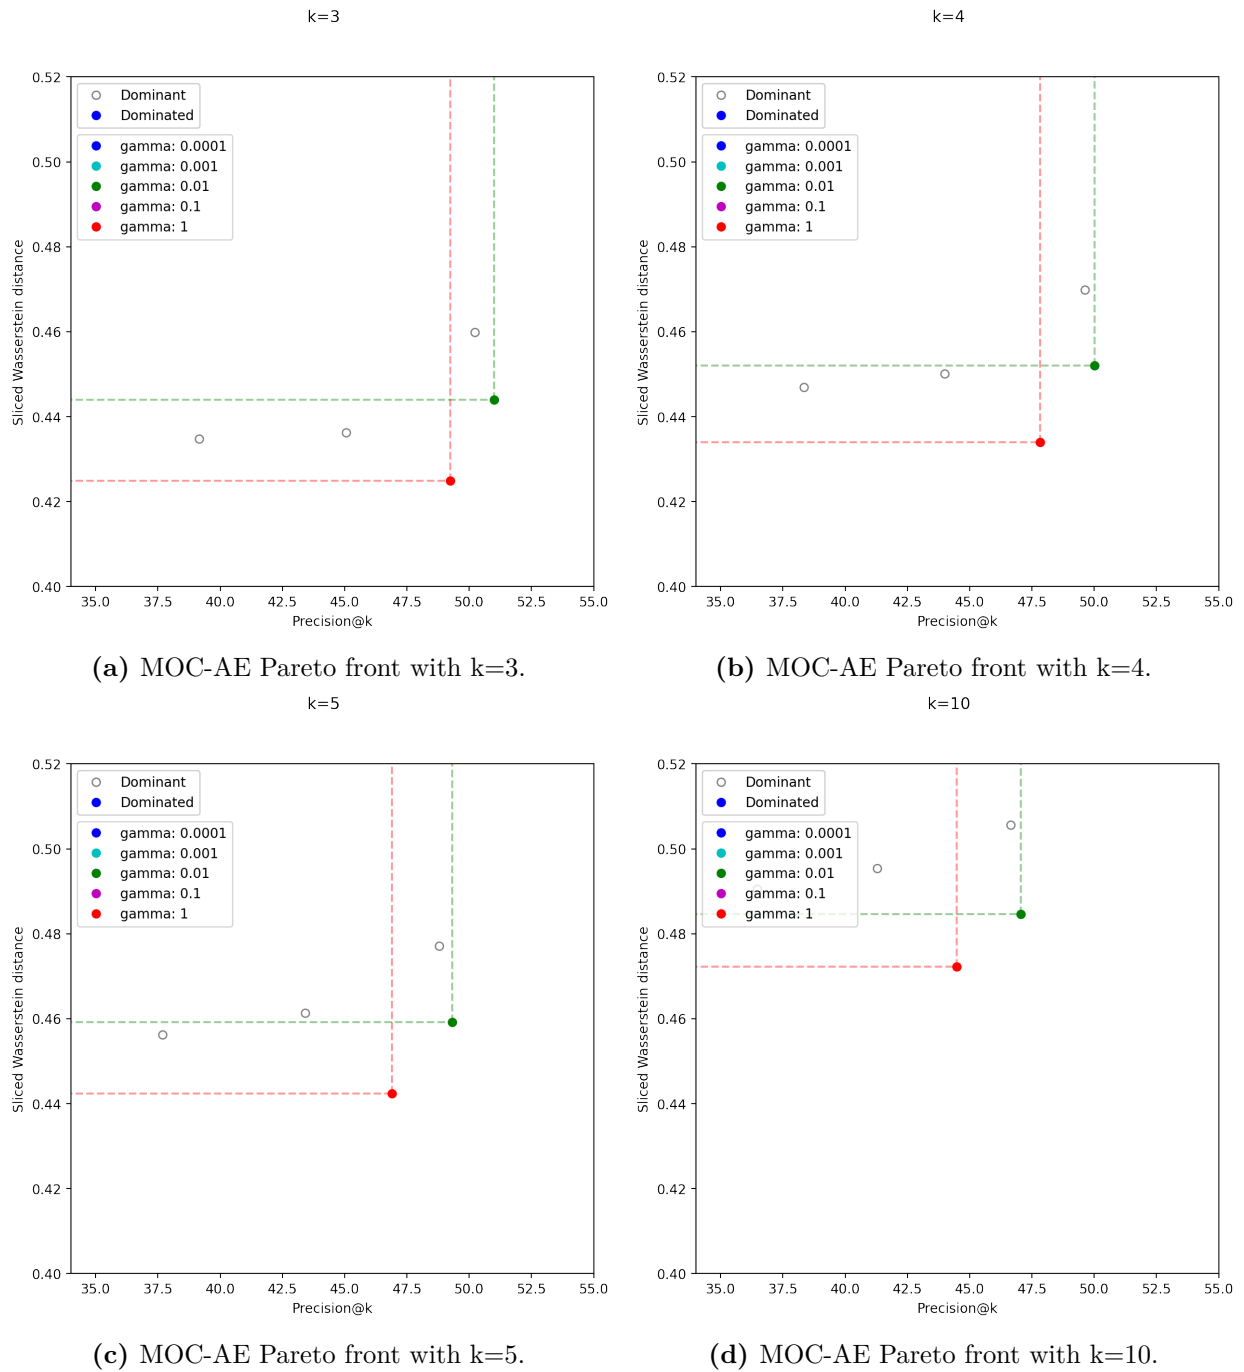 k=3
0.52
0.50
0.48
0.46
0.44
0.42
0.40
Sliced Wasserstein distance
Dominant
Dominated
gamma: 0.0001
gamma: 0.001
gamma: 0.01
gamma: 0.1
gamma: 1
35.0 37.5 40.0 42.5 45.0 47.5 50.0 52.5 55.0
Precision@k
(a) MOC-AE Pareto front with k=3.
k=4
0.52
0.50
0.48
0.46
0.44
0.42
0.40
Sliced Wasserstein distance
Dominant
Dominated
gamma: 0.0001
gamma: 0.001
gamma: 0.01
gamma: 0.1
gamma: 1
35.0 37.5 40.0 42.5 45.0 47.5 50.0 52.5 55.0
Precision@k
(b) MOC-AE Pareto front with k=4.
k=5
0.52
0.50
0.48
0.46
0.44
0.42
0.40
Sliced Wasserstein distance
Dominant
Dominated
gamma: 0.0001
gamma: 0.001
gamma: 0.01
gamma: 0.1
gamma: 1
35.0 37.5 40.0 42.5 45.0 47.5 50.0 52.5 55.0
Precision@k
(c) MOC-AE Pareto front with k=5.
k=10
0.52
0.50
0.48
0.46
0.44
0.42
0.40
Sliced Wasserstein distance
Dominant
Dominated
gamma: 0.0001
gamma: 0.001
gamma: 0.01
gamma: 0.1
gamma: 1
35.0 37.5 40.0 42.5 45.0 47.5 50.0 52.5 55.0
Precision@k
(d) MOC-AE Pareto front with k=10.